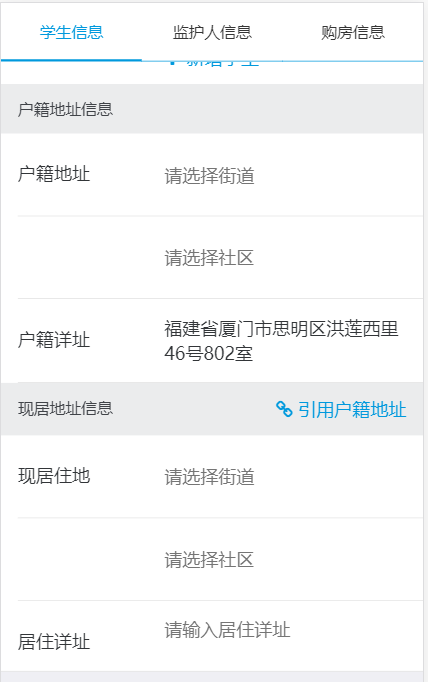 学生信息 监护人信息 购房信息
新增学生
户籍地址信息
户籍地址 请选择街道
请选择社区
户籍详址 福建省厦门市思明区洪莲西里
46号802室
现居地址信息 引用户籍地址
现居住地 请选择街道
请选择社区
居住详址 请输入居住详址